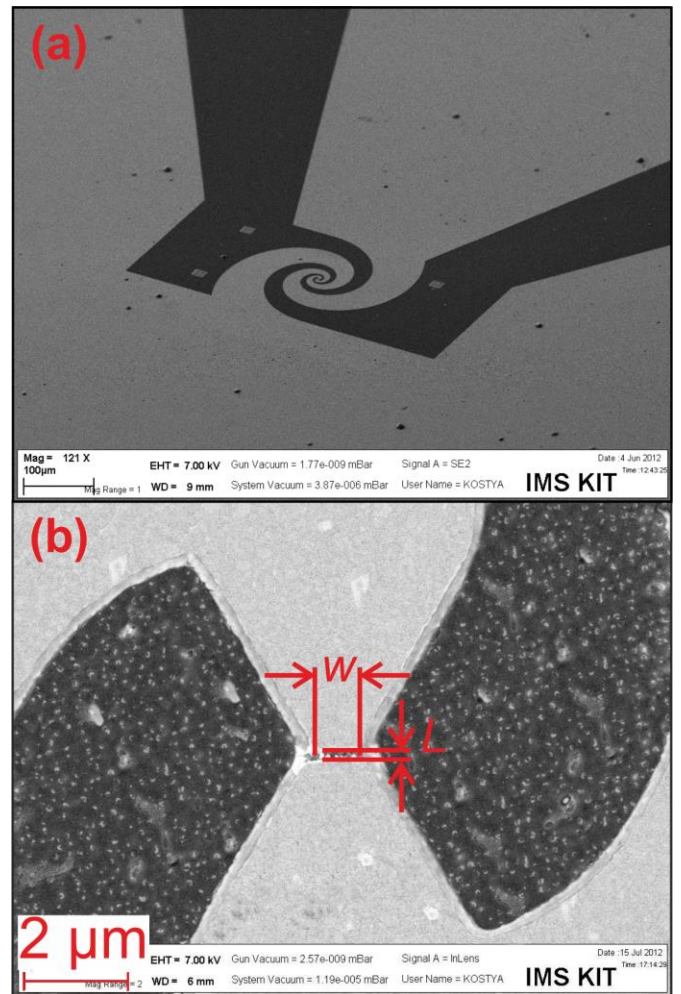 (a)
Mag = 121 X
100µm
Mag Range = 1
EHT = 7.00 kV
WD = 9 mm
Gun Vacuum = 1.77e-009 mBar
System Vacuum = 3.87e-006 mBar
Signal A = SE2
User Name = KOSTYA
Date :4 Jun 2012
Time :12:43:25
IMS KIT
(b)
W
L
2 µm
Mag Range = 2
EHT = 7.00 kV
WD = 6 mm
Gun Vacuum = 2.57e-009 mBar
System Vacuum = 1.19e-005 mBar
Signal A = InLens
User Name = KOSTYA
Date :15 Jul 2012
Time :17:14:29
IMS KIT